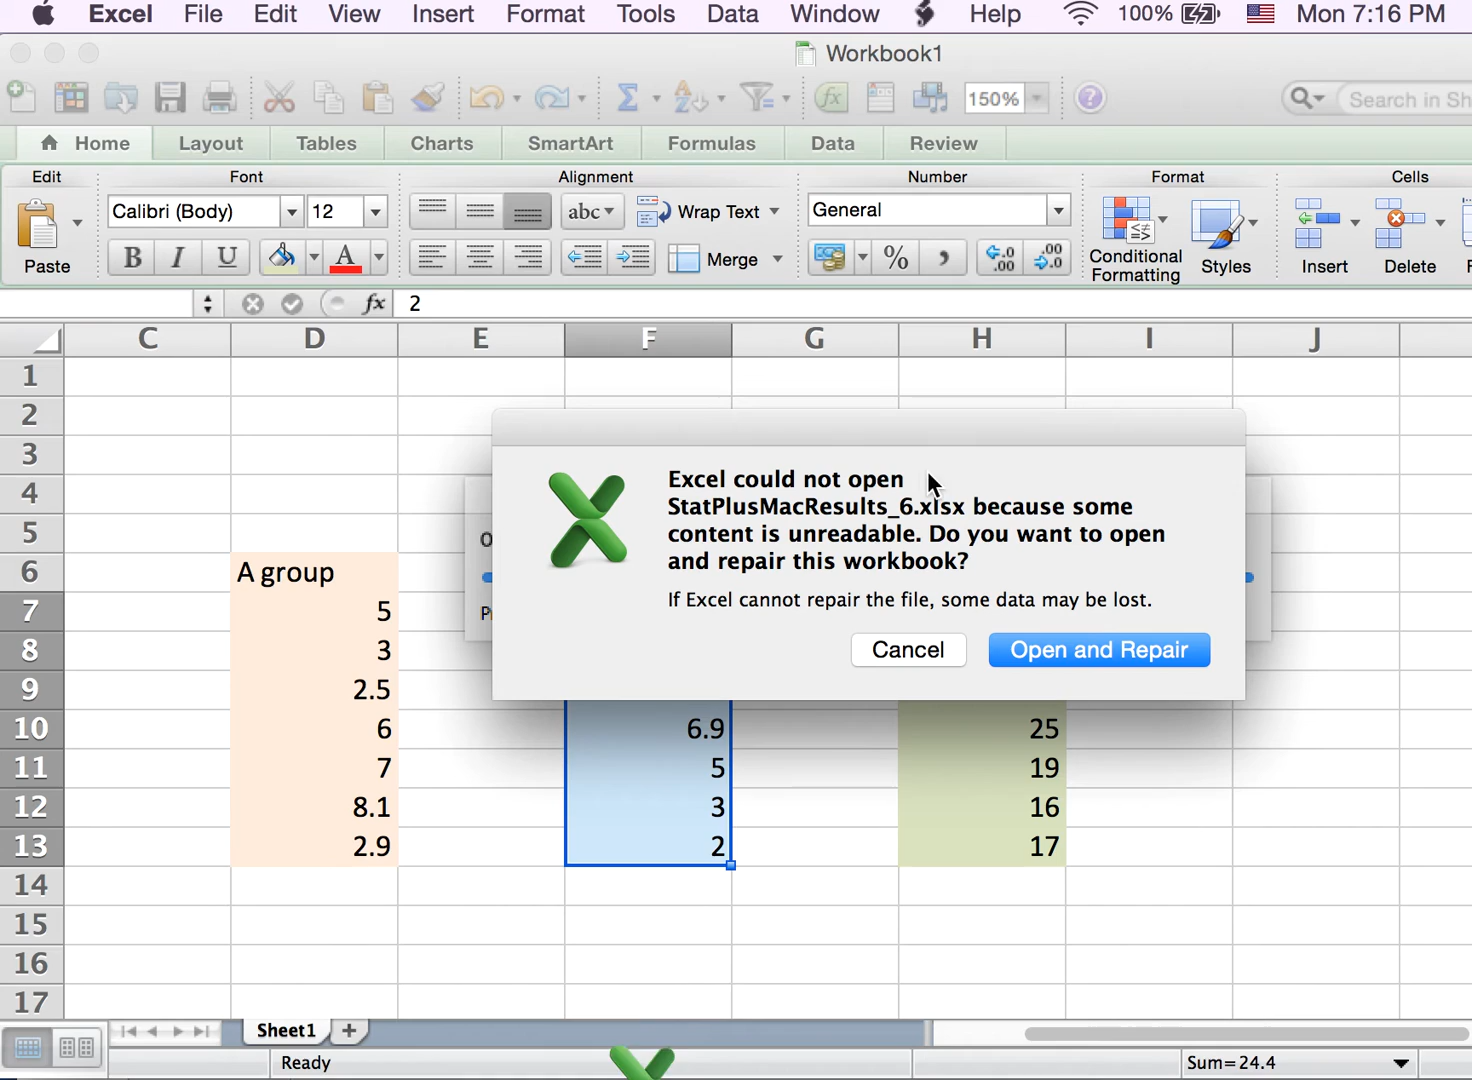 Excel File Edit View Insert Format Tools Data Window Help 100% Mon 7:16 PM
Workbook1
150%
Search in Sh
Home Layout Tables Charts SmartArt Formulas Data Review
Edit Font Alignment Number Format Cells
Calibri (Body) 12 abc Wrap Text General
Paste B I U A Merge % , .0 .00 .00 .0 Conditional Formatting Styles Insert Delete F
fx 2
C D E F G H I J
1
2
3
4
5
6 A group
7 5
8 3
9 2.5
10 6 6.9 25
11 7 5 19
12 8.1 3 16
13 2.9 2 17
14
15
16
17
Excel could not open
StatPlusMacResults_6.xlsx because some
content is unreadable. Do you want to open
and repair this workbook?
If Excel cannot repair the file, some data may be lost.
Cancel Open and Repair
Sheet1 +
Ready Sum=24.4